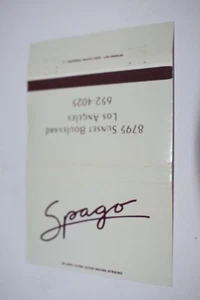 8795 Sunset Boulevard
Los Angeles
652-4025
Spago